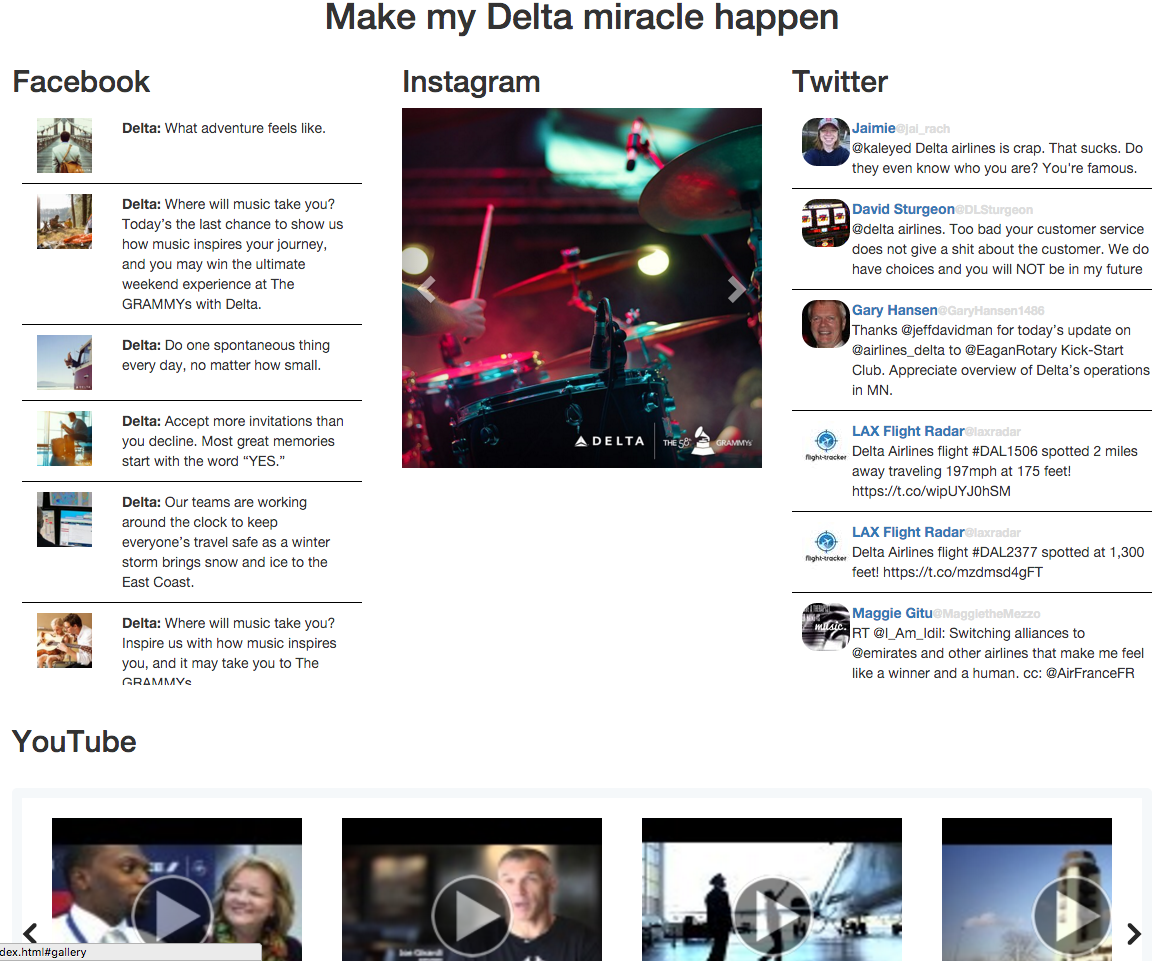 Make my Delta miracle happen
Facebook
Delta: What adventure feels like.
Delta: Where will music take you?
Today’s the last chance to show us
how music inspires your journey,
and you may win the ultimate
weekend experience at The
GRAMMYs with Delta.
Delta: Do one spontaneous thing
every day, no matter how small.
Delta: Accept more invitations than
you decline. Most great memories
start with the word “YES.”
Delta: Our teams are working
around the clock to keep
everyone’s travel safe as a winter
storm brings snow and ice to the
East Coast.
Delta: Where will music take you?
Inspire us with how music inspires
you, and it may take you to The
GRAMMYs
Instagram
DELTA
THE 58th GRAMMYs
Twitter
Jaimie@jai_rach
@kaleyed Delta airlines is crap. That sucks. Do
they even know who you are? You're famous.
David Sturgeon@DLSturgeon
@delta airlines. Too bad your customer service
does not give a shit about the customer. We do
have choices and you will NOT be in my future
Gary Hansen@GaryHansen1486
Thanks @jeffdavidman for today’s update on
@airlines_delta to @EaganRotary Kick-Start
Club. Appreciate overview of Delta’s operations
in MN.
flight-tracker
LAX Flight Radar@laxradar
Delta Airlines flight #DAL1506 spotted 2 miles
away traveling 197mph at 175 feet!
https://t.co/wipUYJ0hSM
flight-tracker
LAX Flight Radar@laxradar
Delta Airlines flight #DAL2377 spotted at 1,300
feet! https://t.co/mzdmsd4gFT
music.
Maggie Gitu@MaggietheMezzo
RT @I_Am_Idil: Switching alliances to
@emirates and other airlines that make me feel
like a winner and a human. cc: @AirFranceFR
YouTube
Joe Girardi
dex.html#gallery